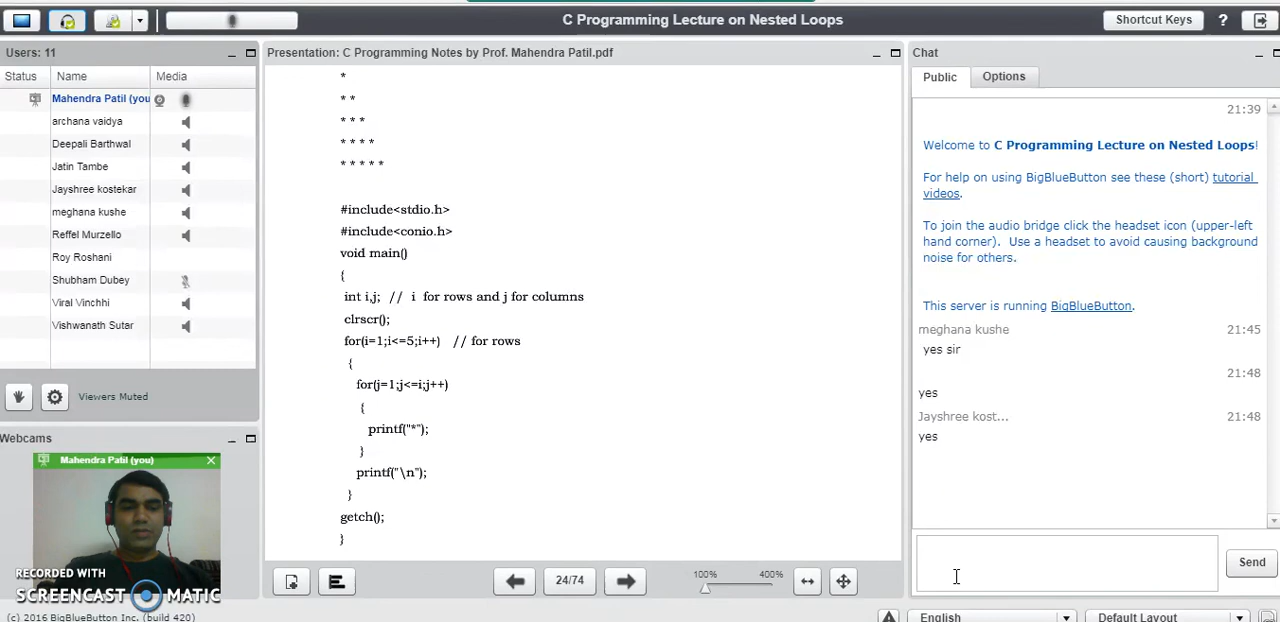 C Programming Lecture on Nested Loops
Shortcut Keys
?
Users: 11
Status Name Media
Mahendra Patil (you)
archana vaidya
Deepali Barthwal
Jatin Tambe
Jayshree kostekar
meghana kushe
Reffel Murzello
Roy Roshani
Shubham Dubey
Viral Vinchhi
Vishwanath Sutar
Viewers Muted
Webcams
Mahendra Patil (you)
RECORDED WITH
SCREENCAST MATIC
(c) 2016 BigBlueButton Inc. (build 420)
Presentation: C Programming Notes by Prof. Mahendra Patil.pdf
*
* *
* * *
* * * *
* * * * *
#include<stdio.h>
#include<conio.h>
void main()
{
int i,j; // i for rows and j for columns
clrscr();
for(i=1;i<=5;i++) // for rows
{
for(j=1;j<=i;j++)
{
printf("*");
}
printf("\n");
}
getch();
}
24/74
100% 400%
Chat
Public Options
21:39
Welcome to C Programming Lecture on Nested Loops!
For help on using BigBlueButton see these (short) tutorial
videos.
To join the audio bridge click the headset icon (upper-left
hand corner). Use a headset to avoid causing background
noise for others.
This server is running BigBlueButton.
meghana kushe 21:45
yes sir
21:48
yes
Jayshree kost... 21:48
yes
Send
English Default Layout